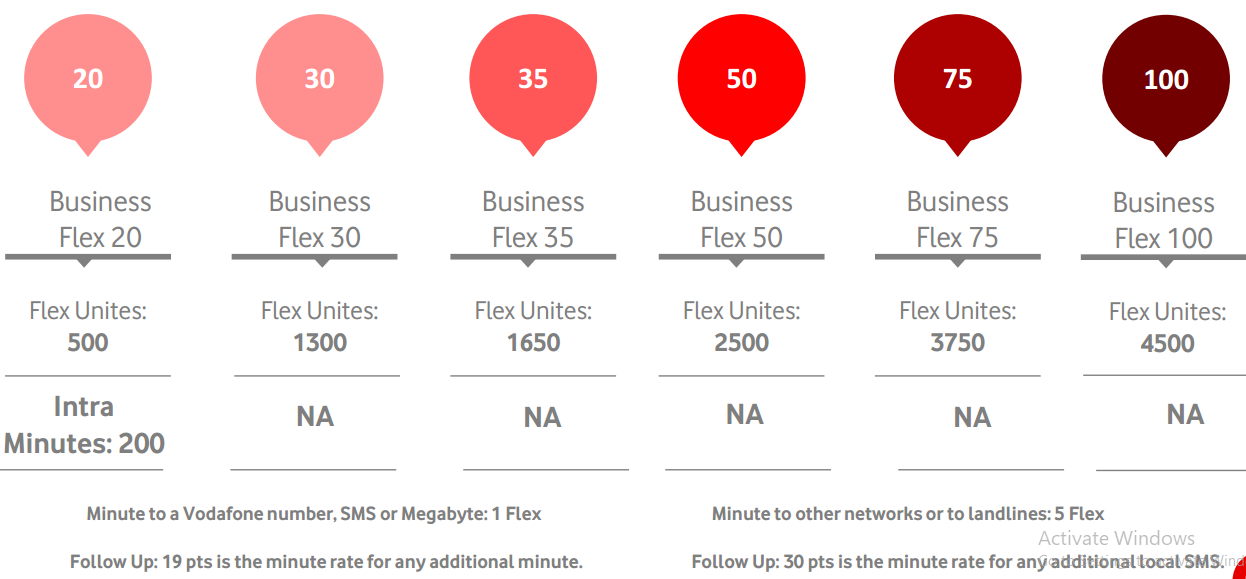 20 30 35 50 75 100
Business Business Business Business Business Business
Flex 20 Flex 30 Flex 35 Flex 50 Flex 75 Flex 100
Flex Unites: Flex Unites: Flex Unites: Flex Unites: Flex Unites: Flex Unites:
500 1300 1650 2500 3750 4500
Intra NA NA NA NA NA
Minutes: 200
Minute to a Vodafone number, SMS or Megabyte: 1 Flex Minute to other networks or to landlines: 5 Flex
Activate Windows
Follow Up: 19 pts is the minute rate for any additional minute. Follow Up: 30 pts is the minute rate for any additional local SMS.